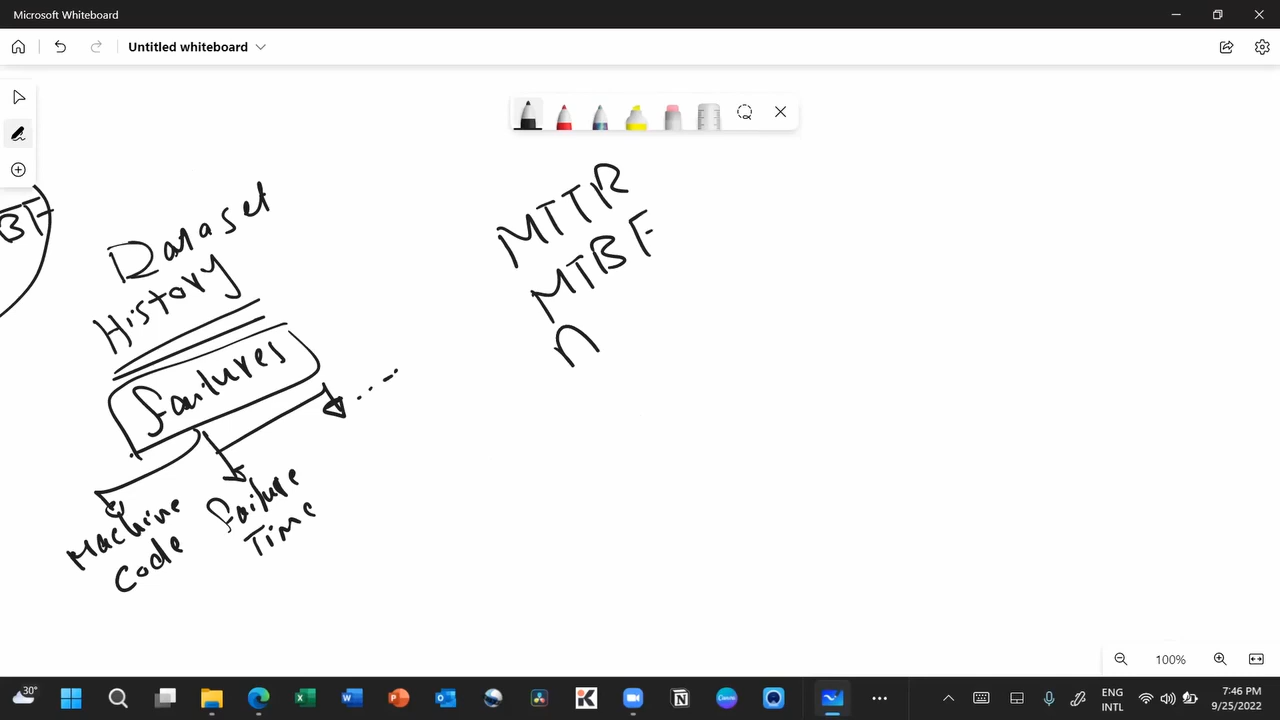 Microsoft Whiteboard
Untitled whiteboard
BF
Dataset
History
failures
Machine
Code
failure
Time
MTTR
MTBF
n
100%
30°
ENG
INTL
7:46 PM
9/25/2022